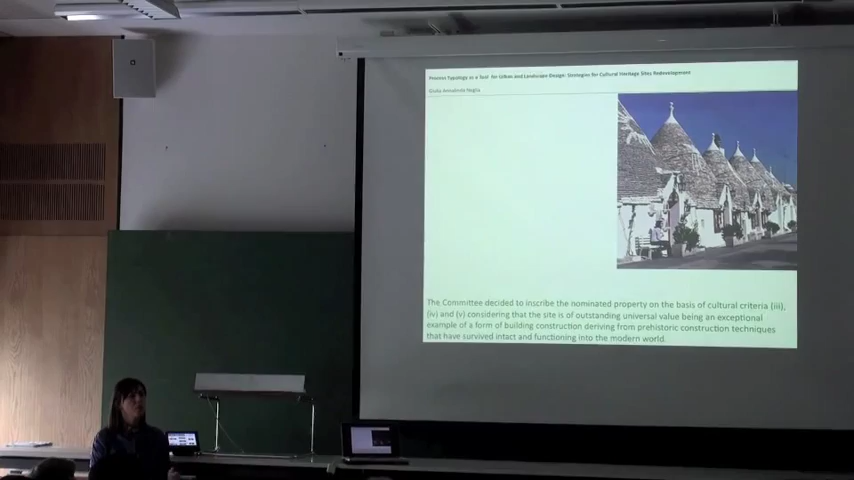 Process Typology as a Tool for Urban and Landscape Design: Strategies for Cultural Heritage Sites Redevelopment
Giulia Annalinda Neglia
The Committee decided to inscribe the nominated property on the basis of cultural criteria (iii),
(iv) and (v) considering that the site is of outstanding universal value being an exceptional
example of a form of building construction deriving from prehistoric construction techniques
that have survived intact and functioning into the modern world.